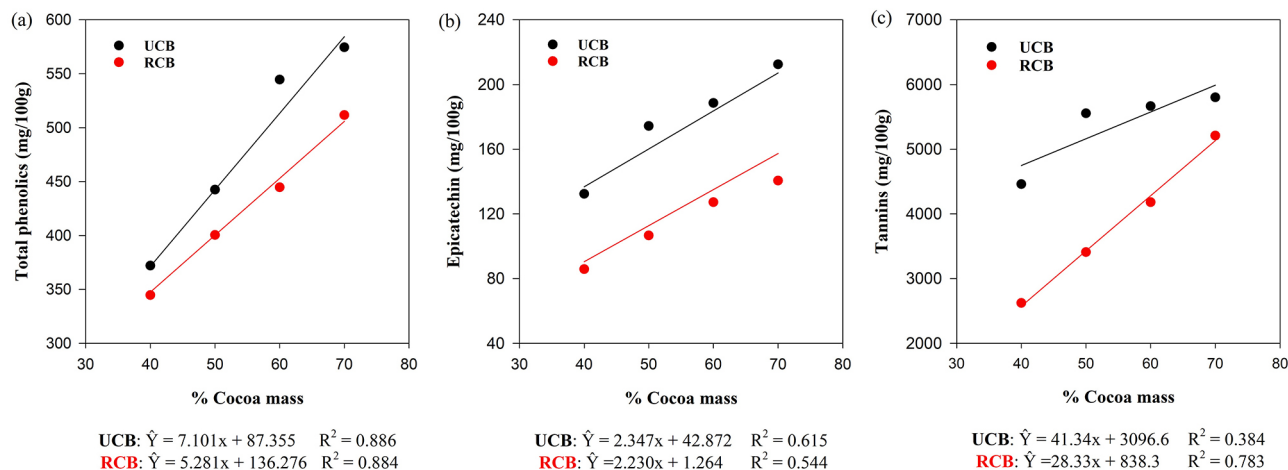 (a)
600
550
500
450
400
350
300
Total phenolics (mg/100g)
UCB
RCB
30 40 50 60 70 80
% Cocoa mass
UCB: Ŷ = 7.101x + 87.355 R² = 0.886
RCB: Ŷ = 5.281x + 136.276 R² = 0.884
(b)
240
200
160
120
80
40
Epicatechin (mg/100g)
UCB
RCB
30 40 50 60 70 80
% Cocoa mass
UCB: Ŷ = 2.347x + 42.872 R² = 0.615
RCB: Ŷ =2.230x + 1.264 R² = 0.544
(c)
7000
6000
5000
4000
3000
2000
Tannins (mg/100g)
UCB
RCB
30 40 50 60 70 80
% Cocoa mass
UCB: Ŷ = 41.34x + 3096.6 R² = 0.384
RCB: Ŷ = 28.33x + 838.3 R² = 0.783